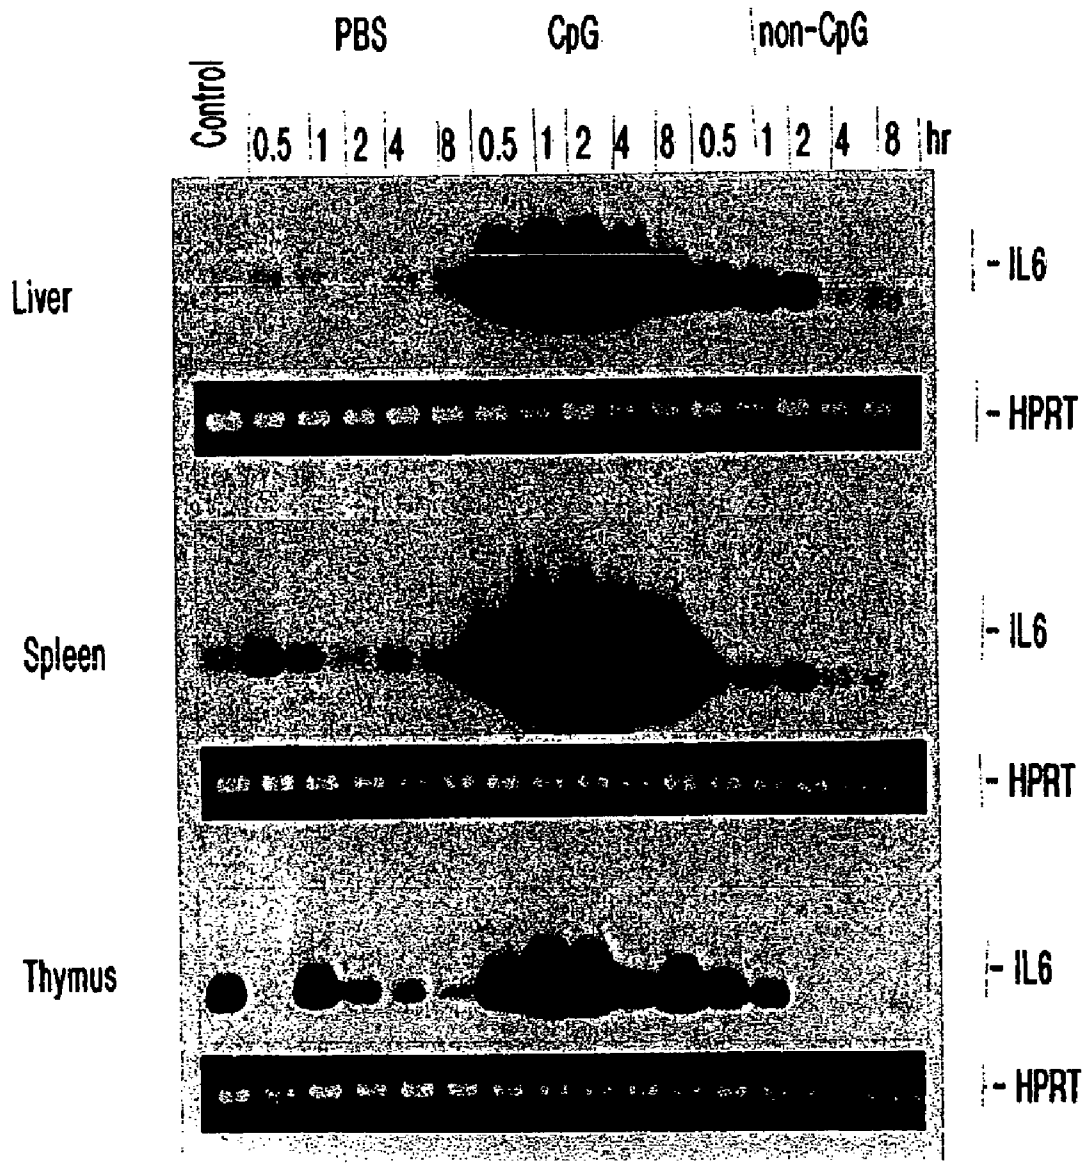 PBS CpG non-CpG
Control 0.5 1 2 4 8 0.5 1 2 4 8 0.5 1 2 4 8 hr
Liver
- IL6
- HPRT
Spleen
- IL6
- HPRT
Thymus
- IL6
- HPRT